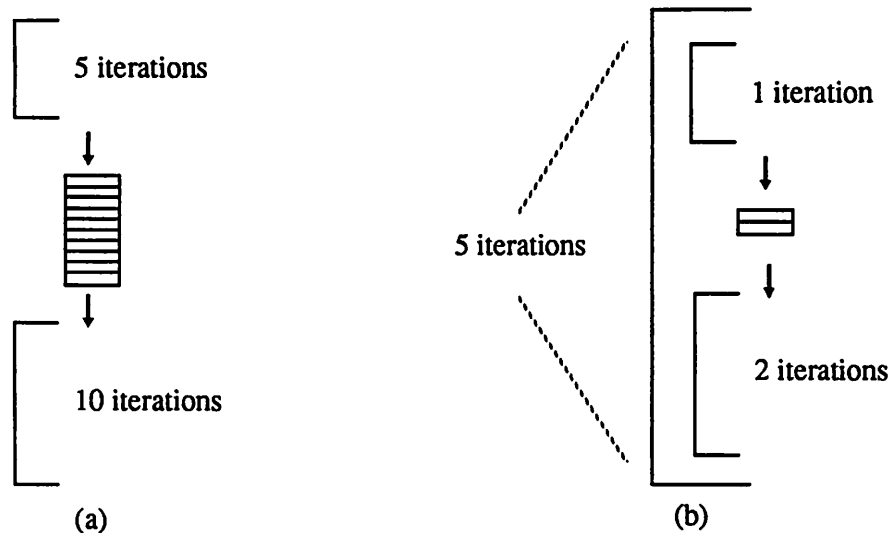 5 iterations
10 iterations
(a)
5 iterations
1 iteration
2 iterations
(b)